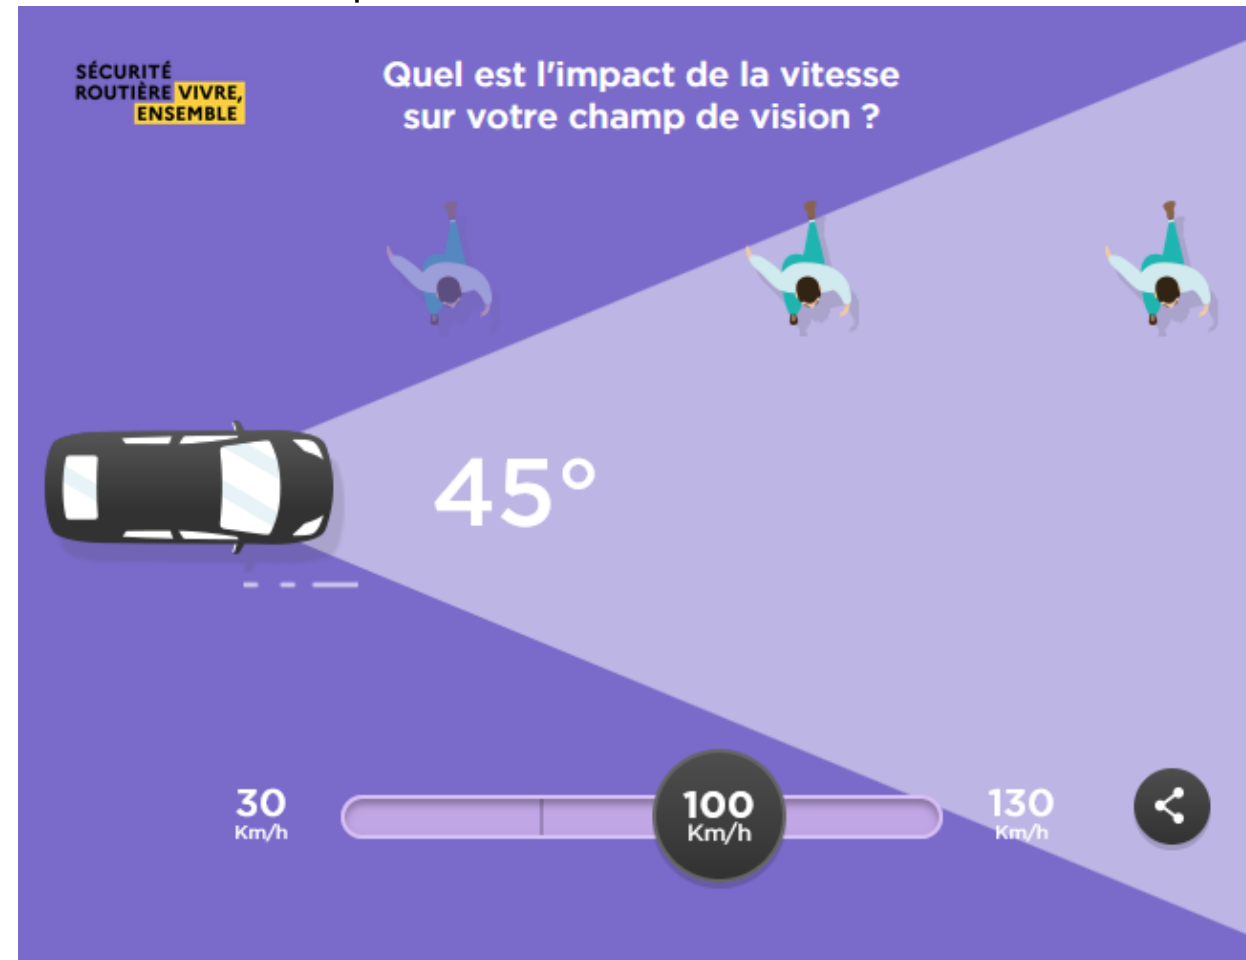 SÉCURITÉ
ROUTIÈRE VIVRE,
ENSEMBLE
Quel est l'impact de la vitesse
sur votre champ de vision ?
45°
30
Km/h
100
Km/h
130
Km/h